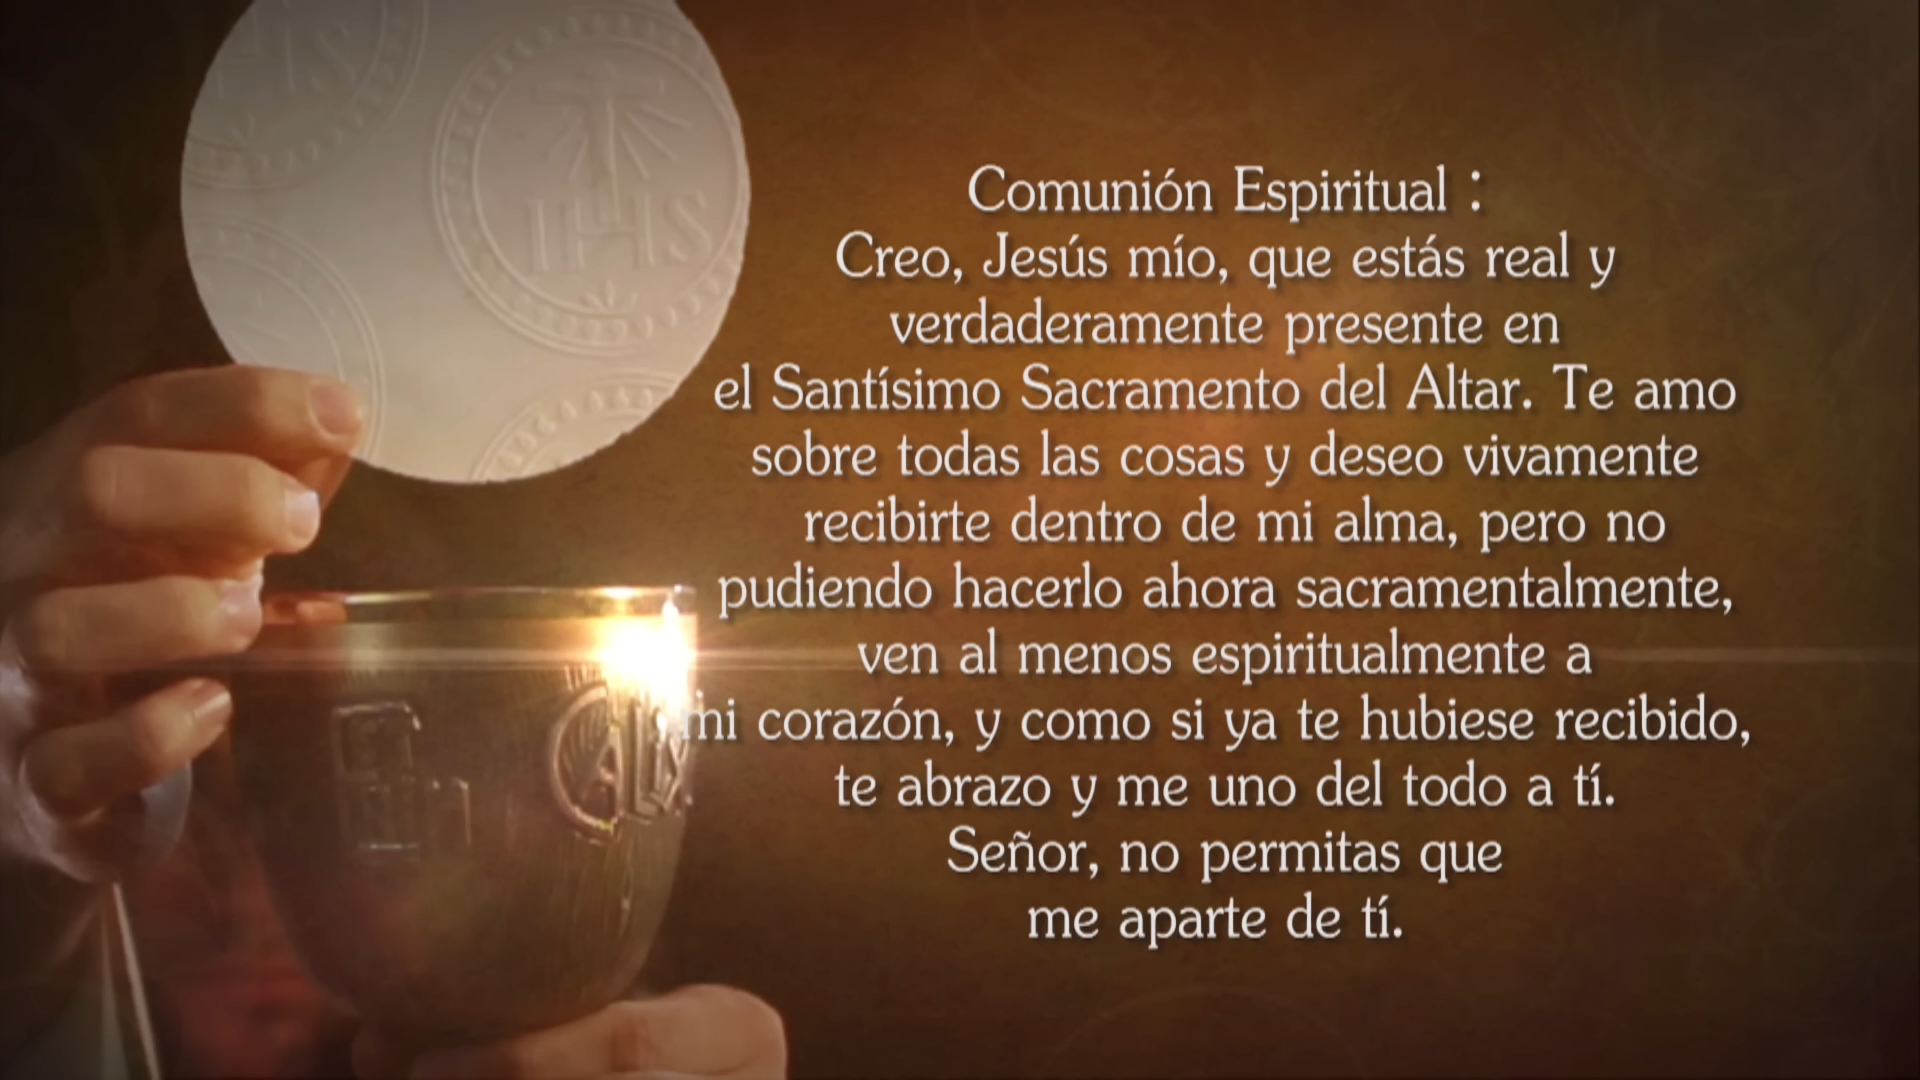 IHS
Comunión Espiritual :
Creo, Jesús mío, que estás real y
verdaderamente presente en
el Santísimo Sacramento del Altar. Te amo
sobre todas las cosas y deseo vivamente
recibirte dentro de mi alma, pero no
pudiendo hacerlo ahora sacramentalmente,
ven al menos espiritualmente a
mi corazón, y como si ya te hubiese recibido,
te abrazo y me uno del todo a tí.
Señor, no permitas que
me aparte de tí.